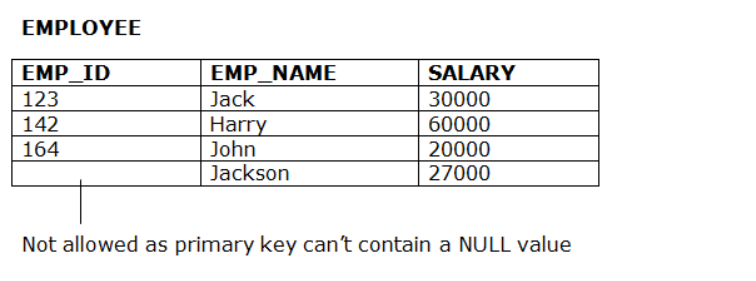 EMPLOYEE
EMP_ID EMP_NAME SALARY
123 Jack 30000
142 Harry 60000
164 John 20000
Jackson 27000
Not allowed as primary key can't contain a NULL value